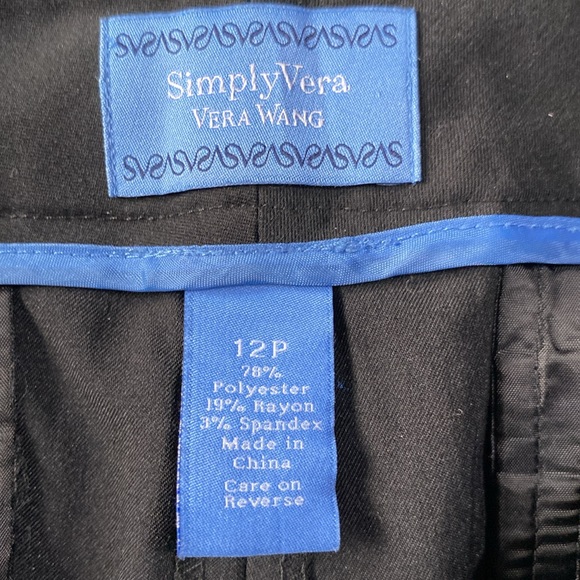 SimplyVera
VERA WANG
12P
78%
Polyester
19% Rayon
3% Spandex
Made in
China
Care on
Reverse